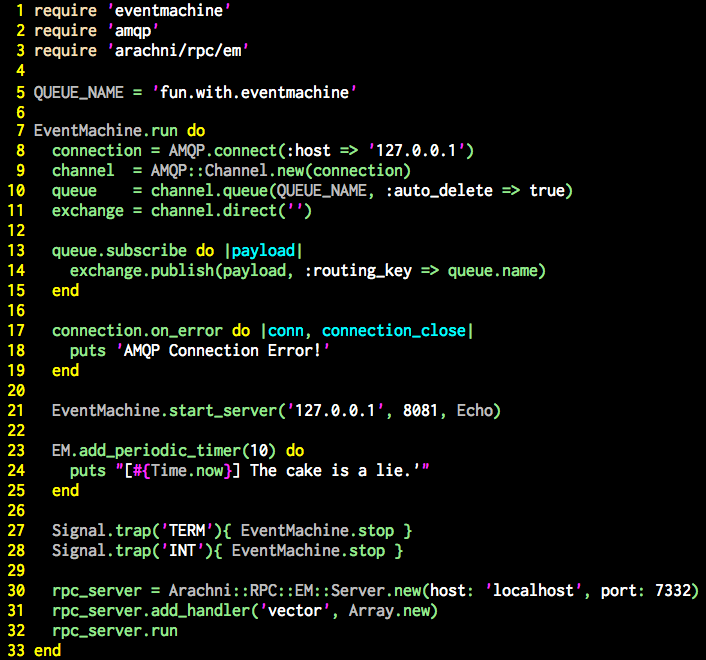 1 require 'eventmachine'
2 require 'amqp'
3 require 'arachni/rpc/em'
4
5 QUEUE_NAME = 'fun.with.eventmachine'
6
7 EventMachine.run do
8   connection = AMQP.connect(:host => '127.0.0.1')
9   channel  = AMQP::Channel.new(connection)
10   queue    = channel.queue(QUEUE_NAME, :auto_delete => true)
11   exchange = channel.direct('')
12
13   queue.subscribe do |payload|
14     exchange.publish(payload, :routing_key => queue.name)
15   end
16
17   connection.on_error do |conn, connection_close|
18     puts 'AMQP Connection Error!'
19   end
20
21   EventMachine.start_server('127.0.0.1', 8081, Echo)
22
23   EM.add_periodic_timer(10) do
24     puts "[#{Time.now}] The cake is a lie.'"
25   end
26
27   Signal.trap('TERM'){ EventMachine.stop }
28   Signal.trap('INT'){ EventMachine.stop }
29
30   rpc_server = Arachni::RPC::EM::Server.new(host: 'localhost', port: 7332)
31   rpc_server.add_handler('vector', Array.new)
32   rpc_server.run
33 end